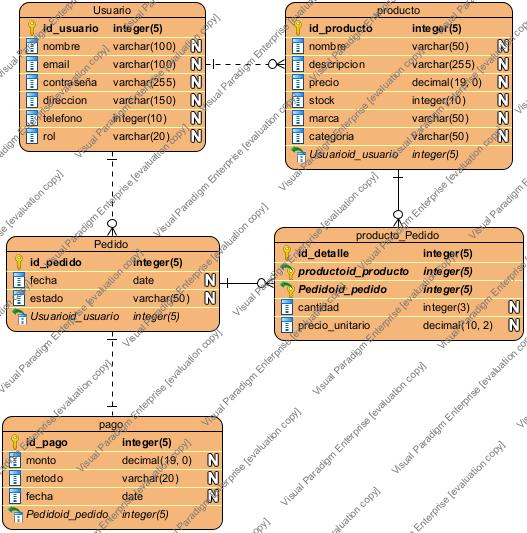 Usuario
id_usuario integer(5)
nombre varchar(100) N
email varchar(100) N
contraseña varchar(255) N
direccion varchar(150) N
telefono integer(10) N
rol varchar(20) N
producto
id_producto integer(5)
nombre varchar(50) N
descripcion varchar(255) N
precio decimal(19, 0) N
stock integer(10) N
marca varchar(50) N
categoria varchar(50) N
Usuarioid_usuario integer(5)
Pedido
id_pedido integer(5)
fecha date N
estado varchar(50) N
Usuarioid_usuario integer(5)
producto_Pedido
id_detalle integer(5)
productoid_producto integer(5)
Pedidoid_pedido integer(5)
cantidad integer(3) N
precio_unitario decimal(10, 2) N
pago
id_pago integer(5)
monto decimal(19, 0) N
metodo varchar(20) N
fecha date N
Pedidoid_pedido integer(5)
Visual Paradigm Enterprise [evaluation copy]